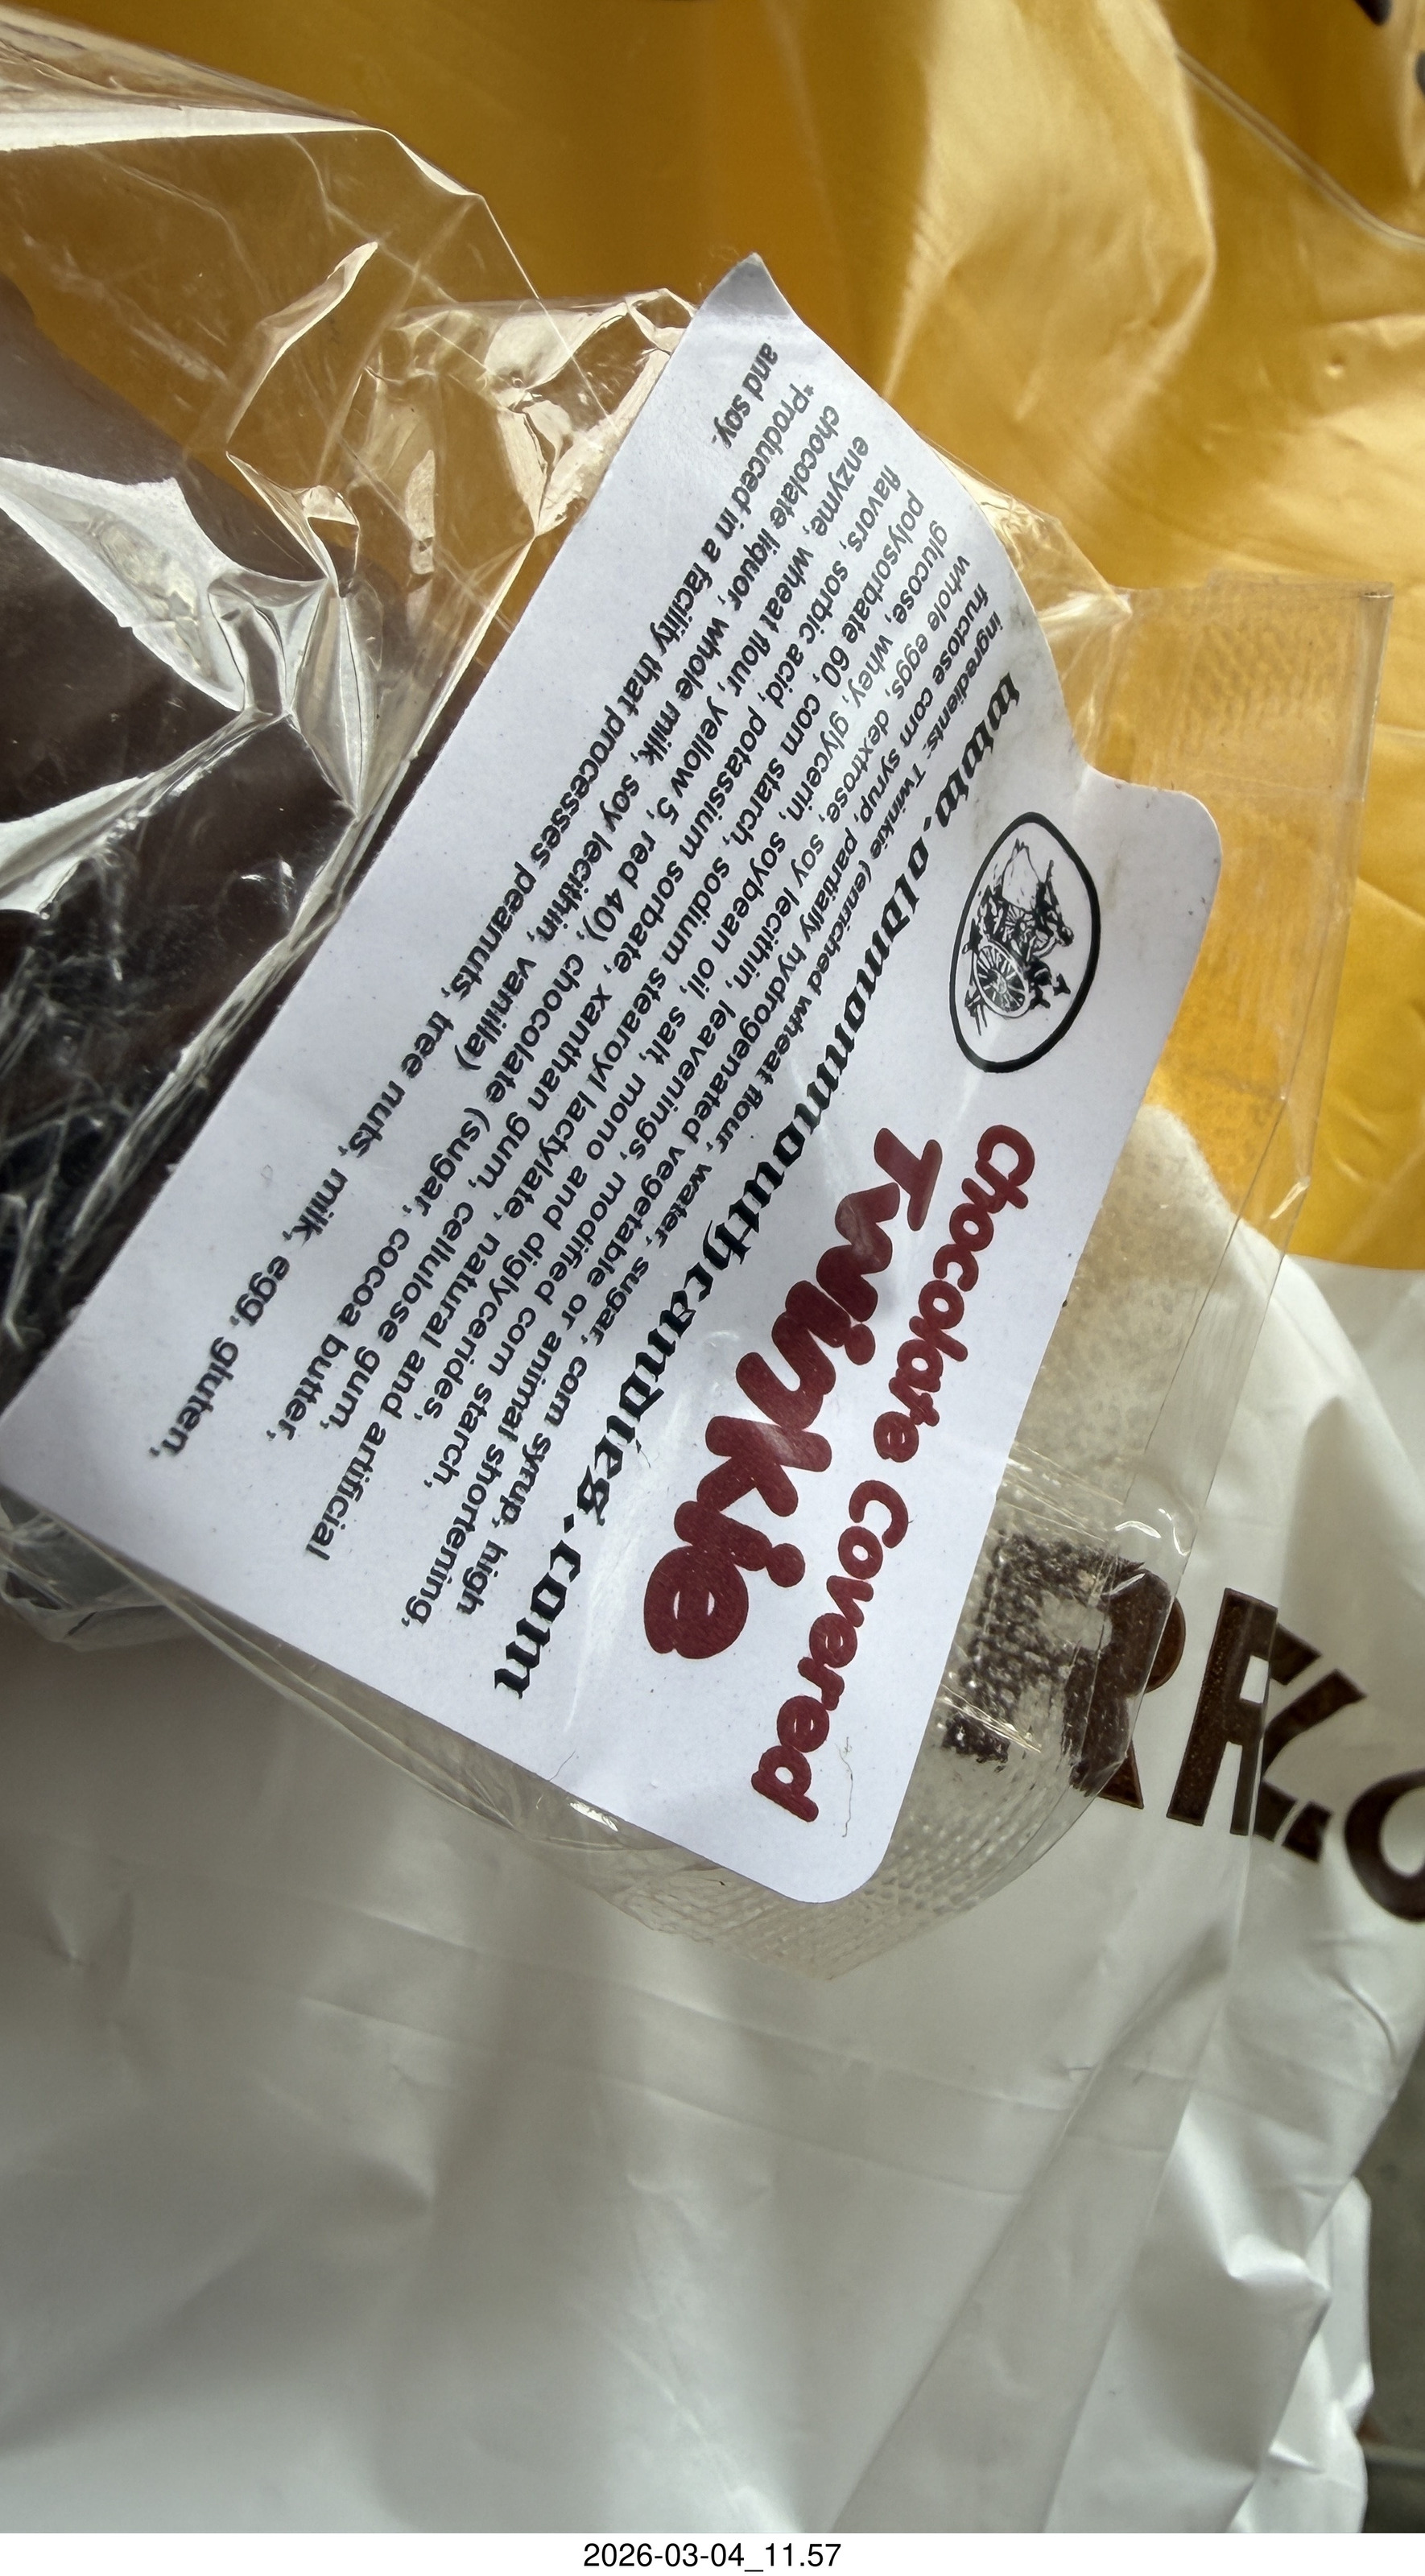 Chocolate Covered
Twinkie
www.oldmonmouthcandies.com
ingredients: Twinkie (enriched wheat flour, water, sugar, corn syrup, high
fructose corn syrup, partially hydrogenated vegetable or animal shortening,
whole eggs, dextrose, soy lecithin, leavenings, modified corn starch,
glucose, whey, glycerin, soybean oil, salt, mono and diglycerides,
polysorbate 60, corn starch, sodium stearoyl lactylate, natural and artificial
flavors, sorbic acid, potassium sorbate, xanthan gum, cellulose gum,
enzyme, wheat flour, yellow 5, red 40), chocolate (sugar, cocoa butter,
chocolate liquor, whole milk, soy lecithin, vanilla)
*Produced in a facility that processes peanuts, tree nuts, milk, egg, gluten,
and soy.
2026-03-04_11.57